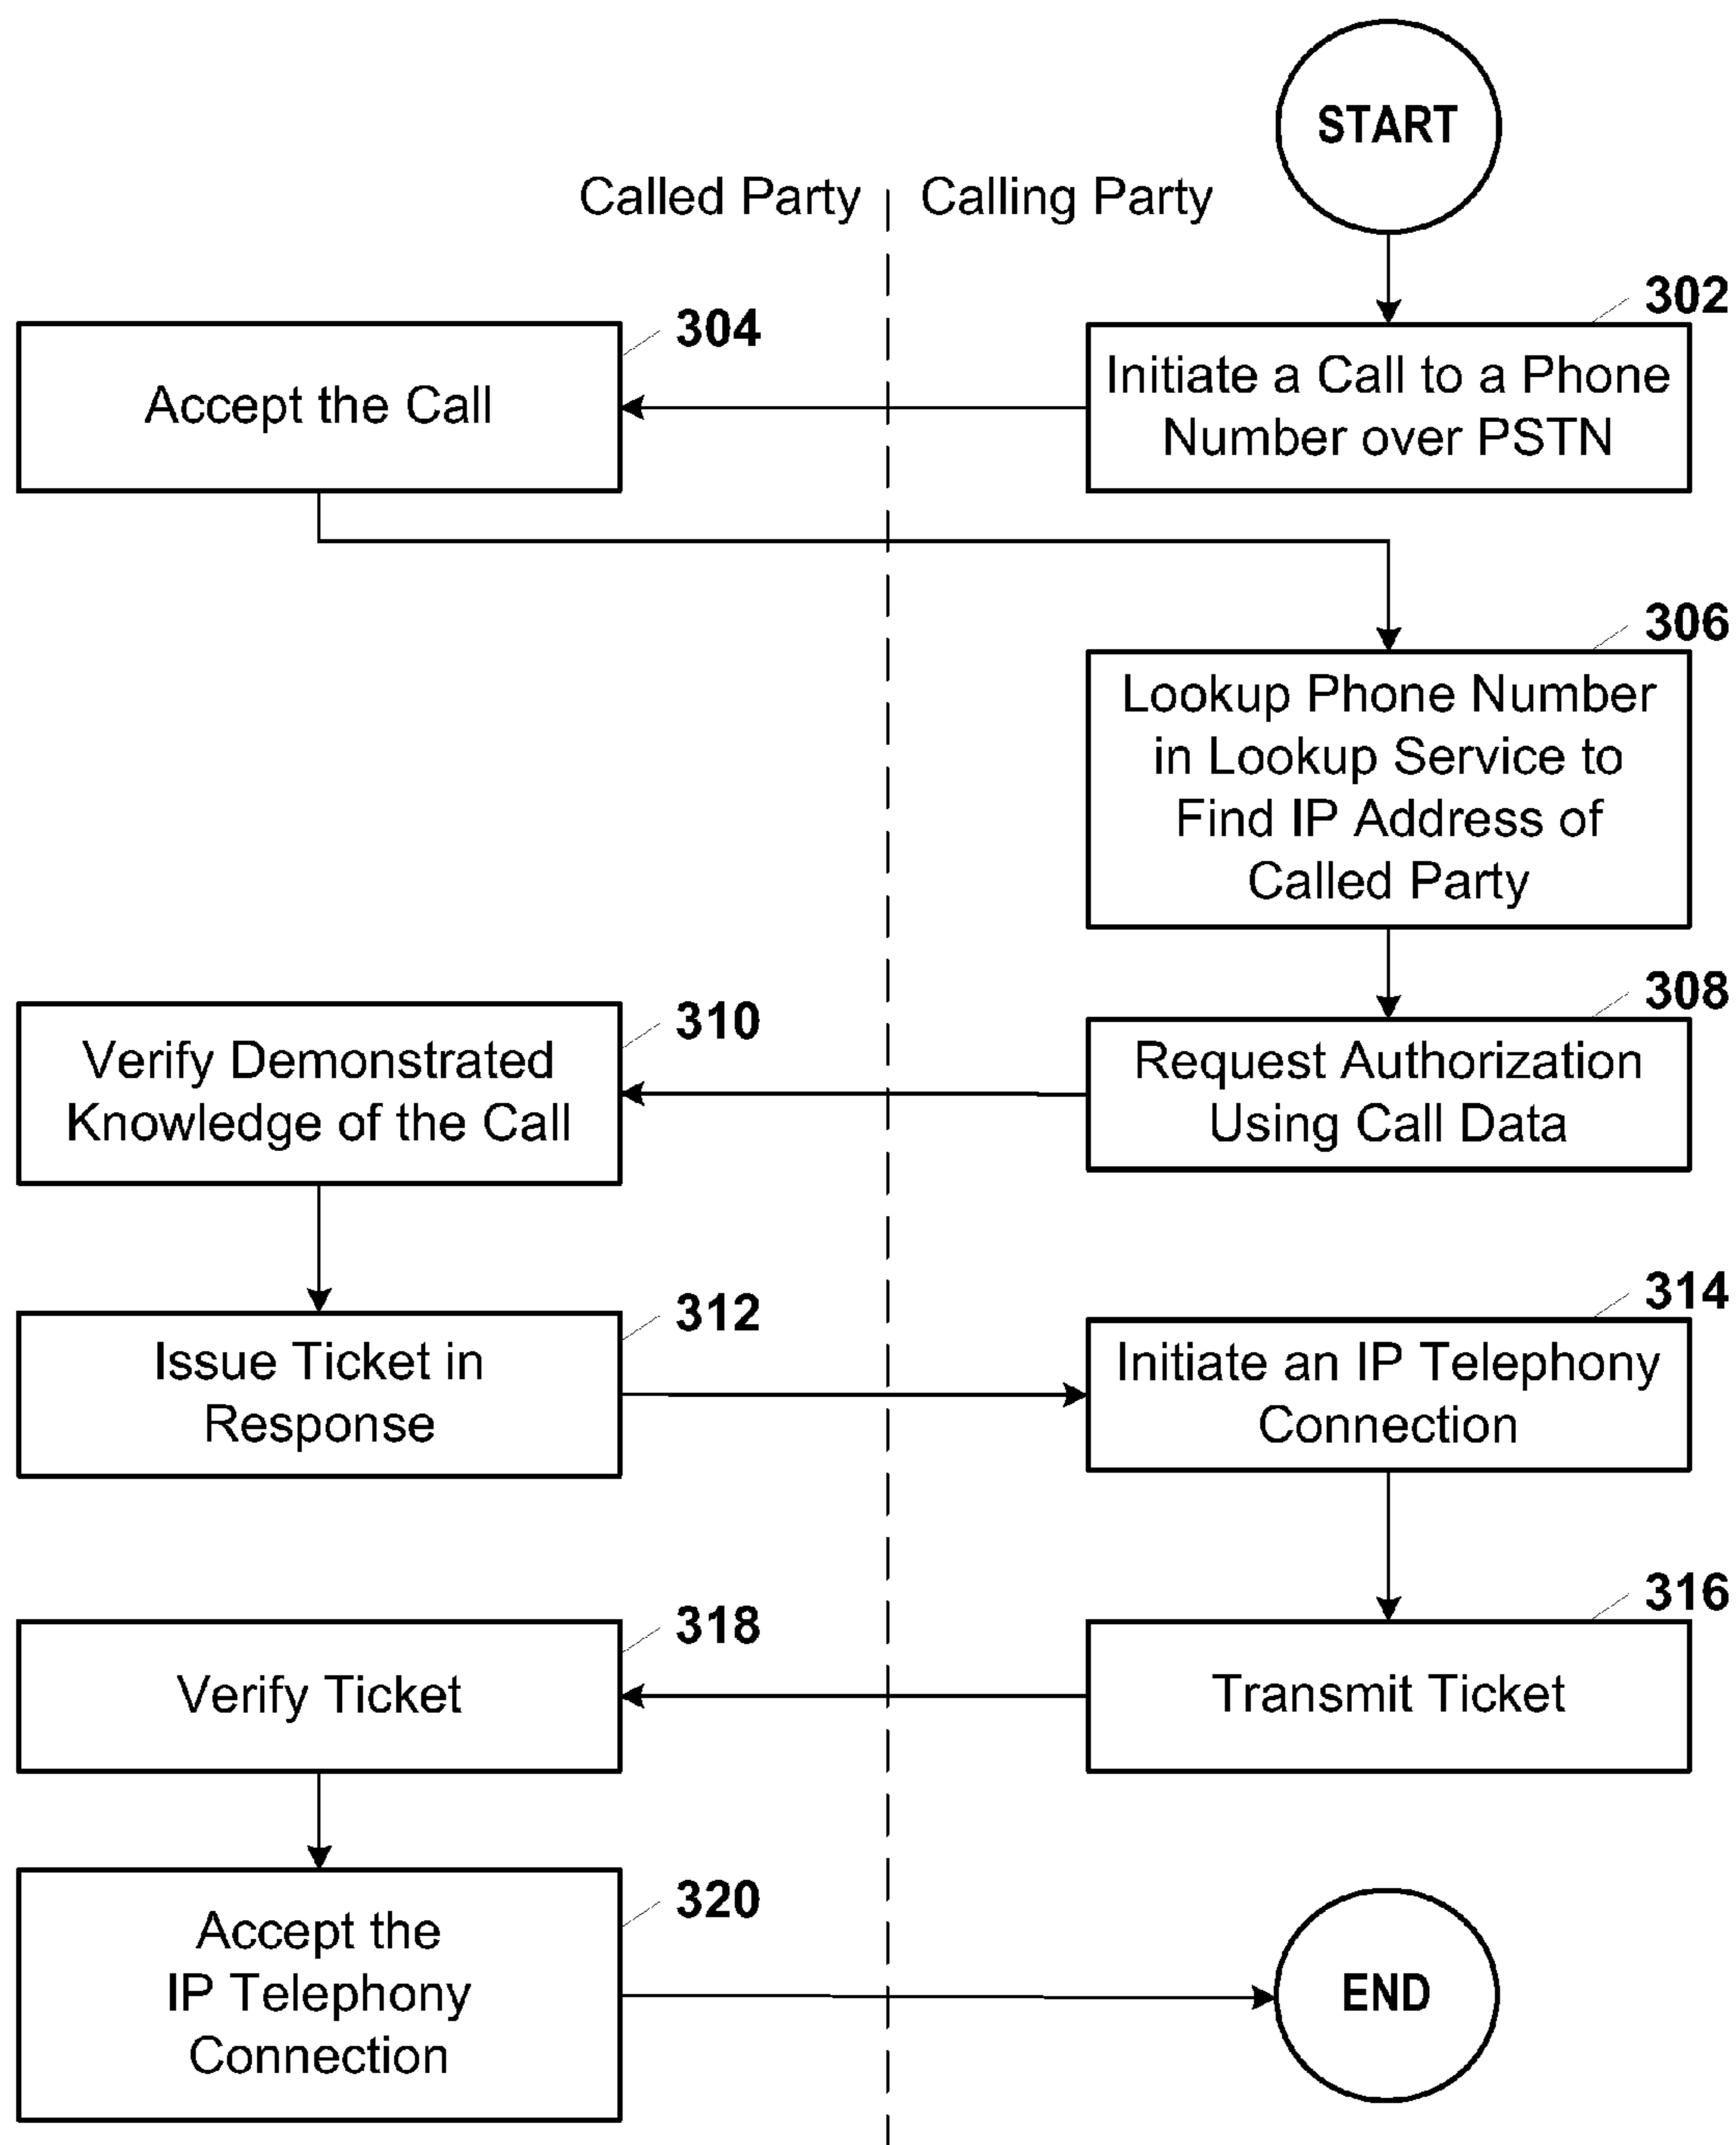 START
Called Party
Calling Party
302
Initiate a Call to a Phone
Number over PSTN
304
Accept the Call
306
Lookup Phone Number
in Lookup Service to
Find IP Address of
Called Party
308
Request Authorization
Using Call Data
310
Verify Demonstrated
Knowledge of the Call
312
Issue Ticket in
Response
314
Initiate an IP Telephony
Connection
316
Transmit Ticket
318
Verify Ticket
320
Accept the
IP Telephony
Connection
END